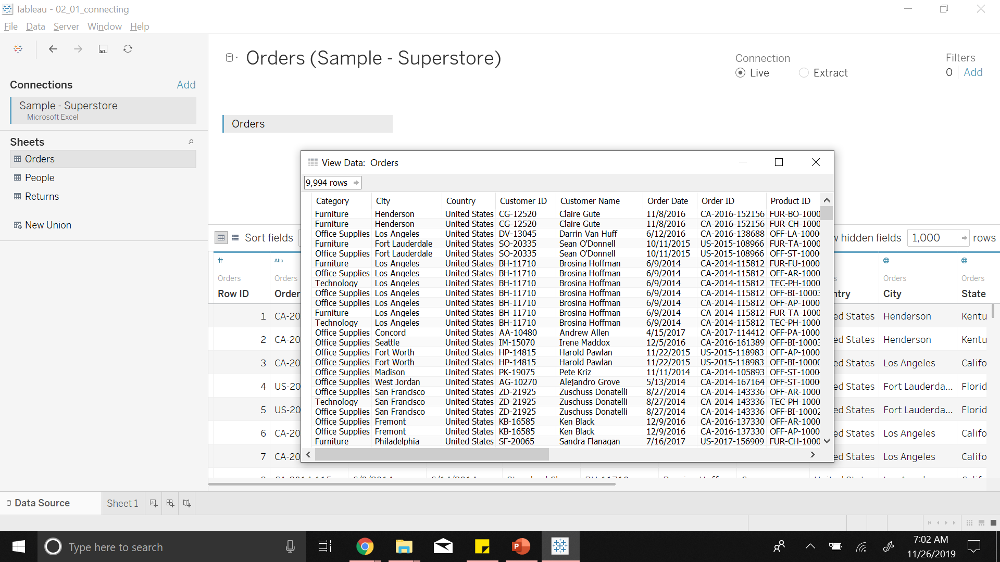 Tableau - 02_01_connecting
File Data Server Window Help
Orders (Sample - Superstore)
Connection
Live Extract
Filters
0 Add
Connections Add
Sample - Superstore
Microsoft Excel
Sheets
Orders
People
Returns
New Union
Orders
View Data: Orders
9,994 rows
Category City Country Customer ID Customer Name Order Date Order ID Product ID
Furniture Henderson United States CG-12520 Claire Gute 11/8/2016 CA-2016-152156 FUR-BO-1000
Furniture Henderson United States CG-12520 Claire Gute 11/8/2016 CA-2016-152156 FUR-CH-1000
Office Supplies Los Angeles United States DV-13045 Darrin Van Huff 6/12/2016 CA-2016-138688 OFF-LA-1000
Furniture Fort Lauderdale United States SO-20335 Sean O'Donnell 10/11/2015 US-2015-108966 FUR-TA-1000
Office Supplies Fort Lauderdale United States SO-20335 Sean O'Donnell 10/11/2015 US-2015-108966 OFF-ST-1000
Furniture Los Angeles United States BH-11710 Brosina Hoffman 6/9/2014 CA-2014-115812 FUR-FU-1000
Office Supplies Los Angeles United States BH-11710 Brosina Hoffman 6/9/2014 CA-2014-115812 OFF-AR-1000
Technology Los Angeles United States BH-11710 Brosina Hoffman 6/9/2014 CA-2014-115812 TEC-PH-1000
Office Supplies Los Angeles United States BH-11710 Brosina Hoffman 6/9/2014 CA-2014-115812 OFF-BI-1000
Office Supplies Los Angeles United States BH-11710 Brosina Hoffman 6/9/2014 CA-2014-115812 OFF-AP-1000
Furniture Los Angeles United States BH-11710 Brosina Hoffman 6/9/2014 CA-2014-115812 FUR-TA-1000
Technology Los Angeles United States BH-11710 Brosina Hoffman 6/9/2014 CA-2014-115812 TEC-PH-1000
Office Supplies Concord United States AA-10480 Andrew Allen 4/15/2017 CA-2017-114412 OFF-PA-1000
Office Supplies Seattle United States IM-15070 Irene Maddox 12/5/2016 CA-2016-161389 OFF-BI-1000
Office Supplies Fort Worth United States HP-14815 Harold Pawlan 11/22/2015 US-2015-118983 OFF-AP-1000
Office Supplies Fort Worth United States HP-14815 Harold Pawlan 11/22/2015 US-2015-118983 OFF-BI-1000
Office Supplies Madison United States PK-19075 Pete Kriz 11/11/2014 CA-2014-105893 OFF-ST-1000
Office Supplies West Jordan United States AG-10270 Alejandro Grove 5/13/2014 CA-2014-167164 OFF-ST-1000
Office Supplies San Francisco United States ZD-21925 Zuschuss Donatelli 8/27/2014 CA-2014-143336 OFF-AR-1000
Technology San Francisco United States ZD-21925 Zuschuss Donatelli 8/27/2014 CA-2014-143336 TEC-PH-1000
Office Supplies San Francisco United States ZD-21925 Zuschuss Donatelli 8/27/2014 CA-2014-143336 OFF-BI-1000
Office Supplies Fremont United States KB-16585 Ken Black 12/9/2016 CA-2016-137330 OFF-AR-1000
Office Supplies Fremont United States KB-16585 Ken Black 12/9/2016 CA-2016-137330 OFF-AP-1000
Furniture Philadelphia United States SF-20065 Sandra Flanagan 7/16/2017 US-2017-156909 FUR-CH-1000
Sort fields hidden fields 1,000 rows
# Abc
Orders Orders s Orders Orders
Row ID Order ntry City State
1 CA-20 ed States Henderson Kentu
2 CA-20 ed States Henderson Kentu
3 CA-20 ed States Los Angeles Califo
4 US-20 ed States Fort Lauderda... Florid
5 US-20 ed States Fort Lauderda... Florid
6 CA-20 ed States Los Angeles Califo
7 CA-20 ed States Los Angeles Califo
Data Source Sheet 1
Type here to search
7:02 AM
11/26/2019